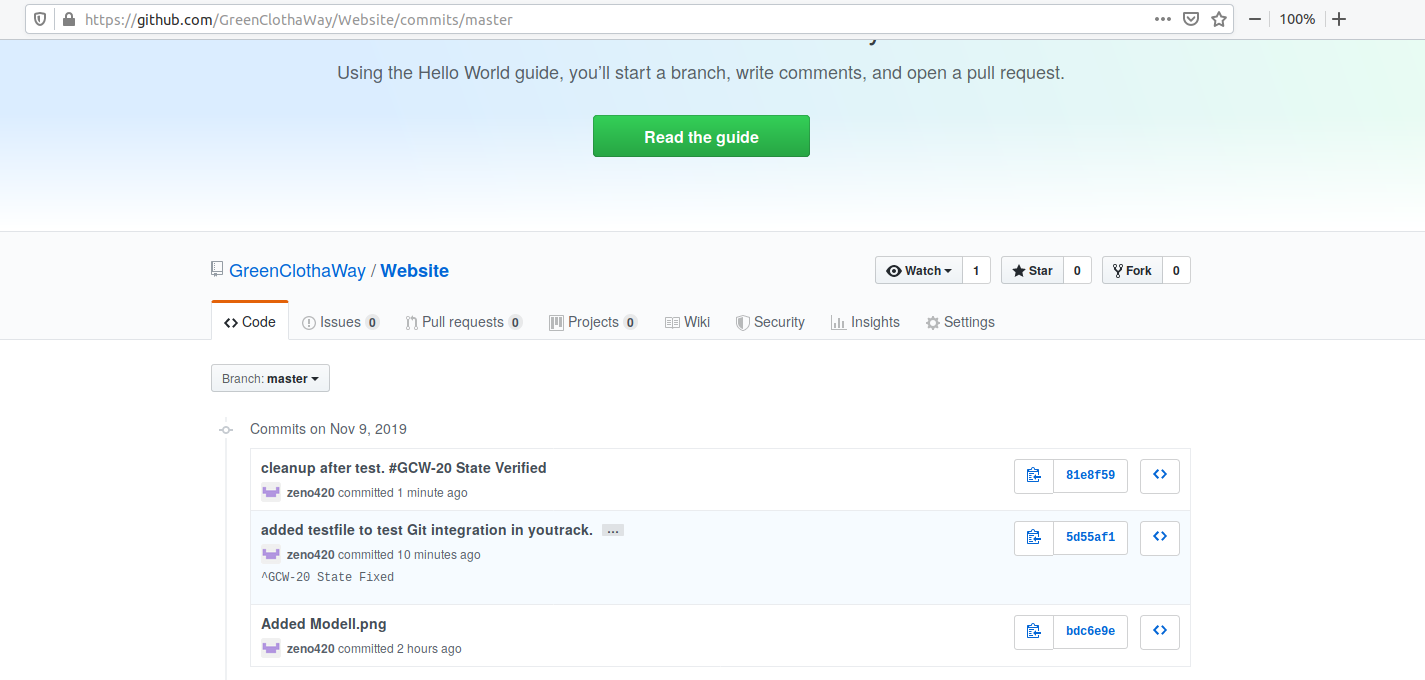 https://github.com/GreenClothaWay/Website/commits/master
100%
Using the Hello World guide, you’ll start a branch, write comments, and open a pull request.
Read the guide
GreenClothaWay / Website
Watch 1 Star 0 Fork 0
Code Issues 0 Pull requests 0 Projects 0 Wiki Security Insights Settings
Branch: master
Commits on Nov 9, 2019
cleanup after test. #GCW-20 State Verified
81e8f59
zeno420 committed 1 minute ago
added testfile to test Git integration in youtrack. …
5d55af1
zeno420 committed 10 minutes ago
^GCW-20 State Fixed
Added Modell.png
bdc6e9e
zeno420 committed 2 hours ago